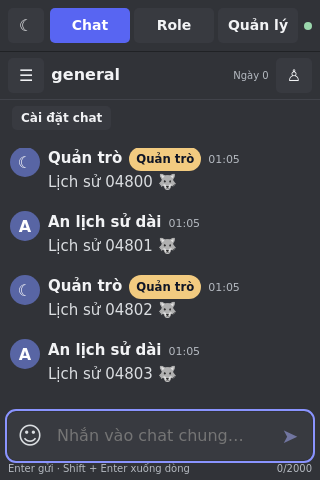 Chat Role Quản lý
general Ngày 0
Cài đặt chat
Quản trò Quản trò 01:05
Lịch sử 04800 🐺
A An lịch sử dài 01:05
Lịch sử 04801 🐺
Quản trò Quản trò 01:05
Lịch sử 04802 🐺
A An lịch sử dài 01:05
Lịch sử 04803 🐺
Nhắn vào chat chung...
Enter gửi · Shift + Enter xuống dòng 0/2000